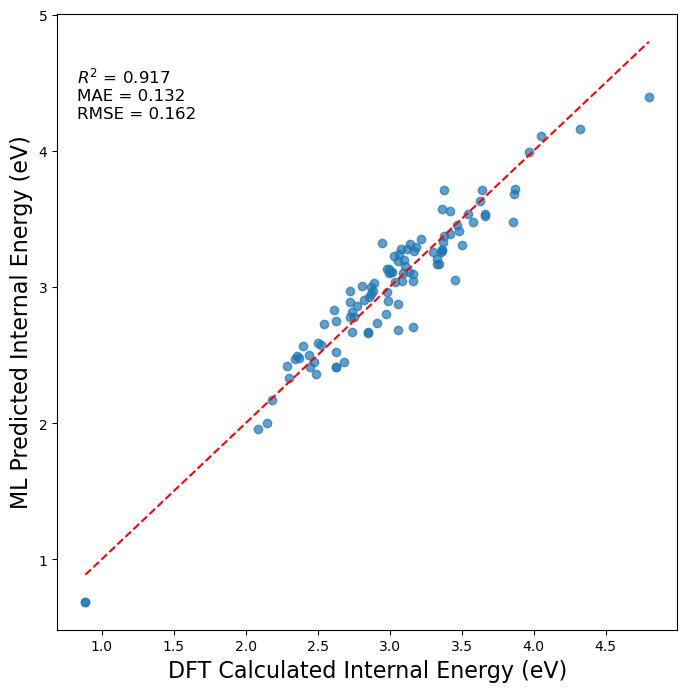 5
R² = 0.917
MAE = 0.132
RMSE = 0.162
4
3
2
1
ML Predicted Internal Energy (eV)
1.0 1.5 2.0 2.5 3.0 3.5 4.0 4.5
DFT Calculated Internal Energy (eV)